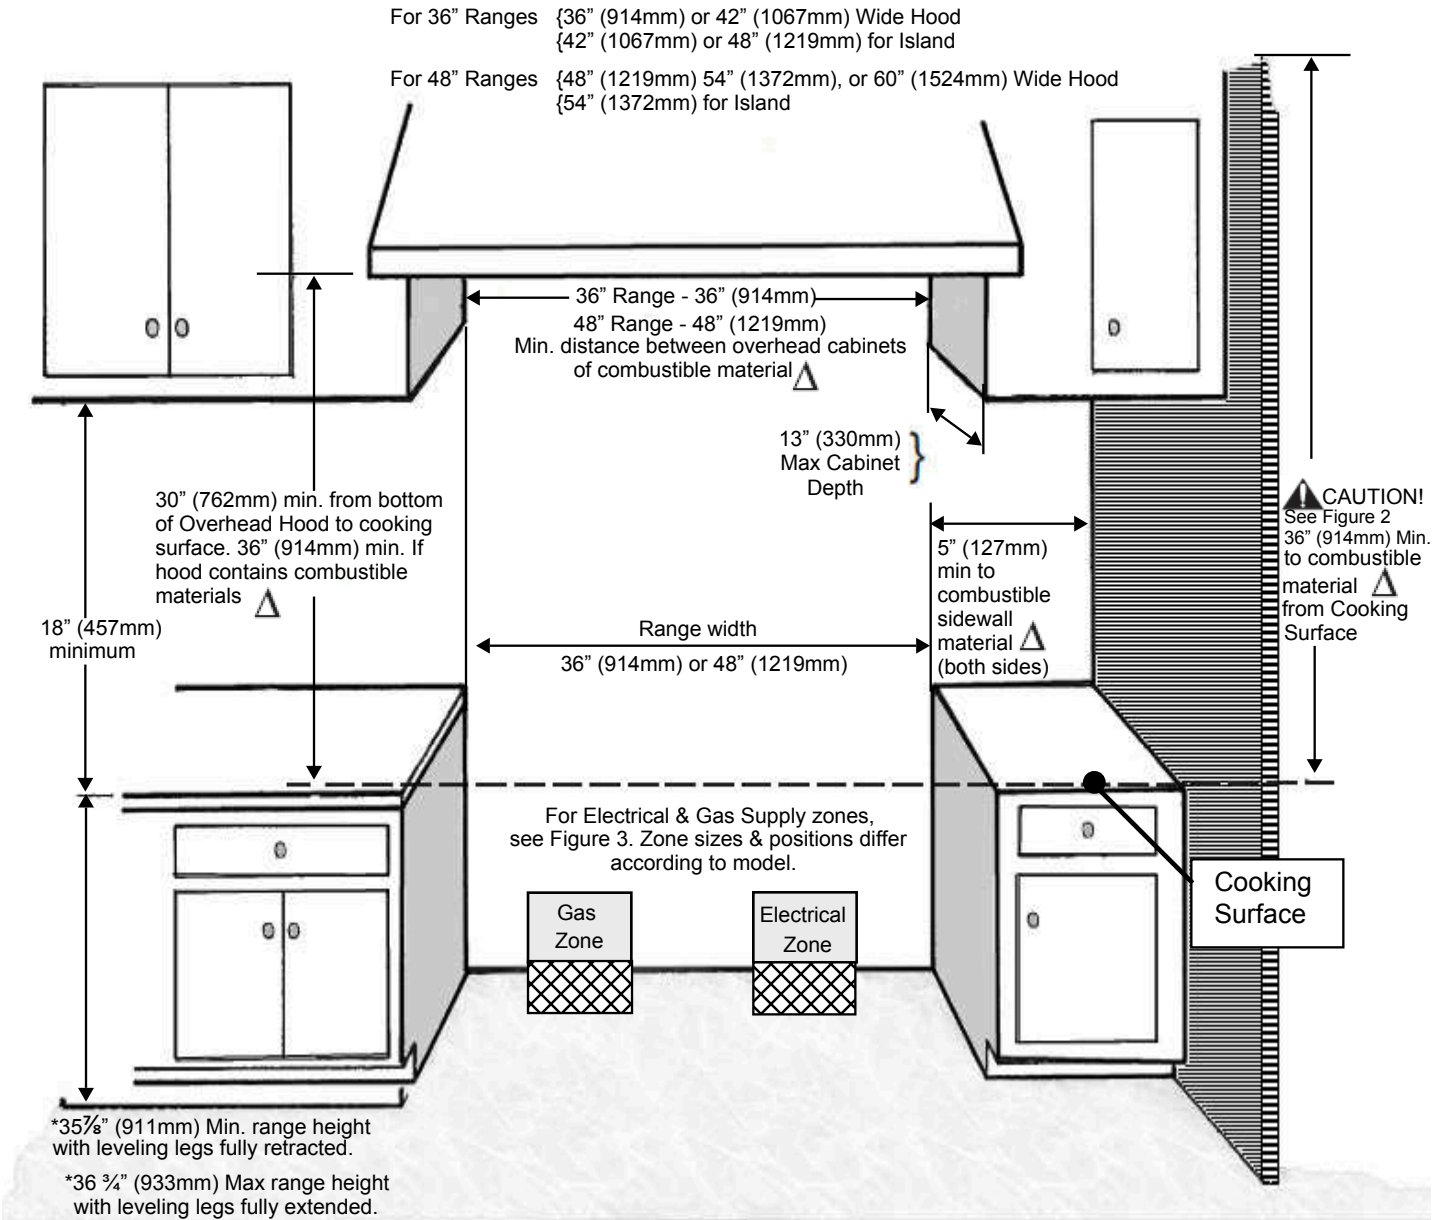 For 36” Ranges {36” (914mm) or 42” (1067mm) Wide Hood
{42” (1067mm) or 48” (1219mm) for Island
For 48” Ranges {48” (1219mm) 54” (1372mm), or 60” (1524mm) Wide Hood
{54” (1372mm) for Island
36” Range - 36” (914mm)
48” Range - 48” (1219mm)
Min. distance between overhead cabinets
of combustible material
13” (330mm)
Max Cabinet
Depth
30” (762mm) min. from bottom
of Overhead Hood to cooking
surface. 36” (914mm) min. If
hood contains combustible
materials
CAUTION!
See Figure 2
36” (914mm) Min.
to combustible
material
from Cooking
Surface
5” (127mm)
min to
combustible
sidewall
material
(both sides)
18” (457mm)
minimum
Range width
36” (914mm) or 48” (1219mm)
For Electrical & Gas Supply zones,
see Figure 3. Zone sizes & positions differ
according to model.
Gas
Zone
Electrical
Zone
Cooking
Surface
*35⅞” (911mm) Min. range height
with leveling legs fully retracted.
*36 ¾” (933mm) Max range height
with leveling legs fully extended.